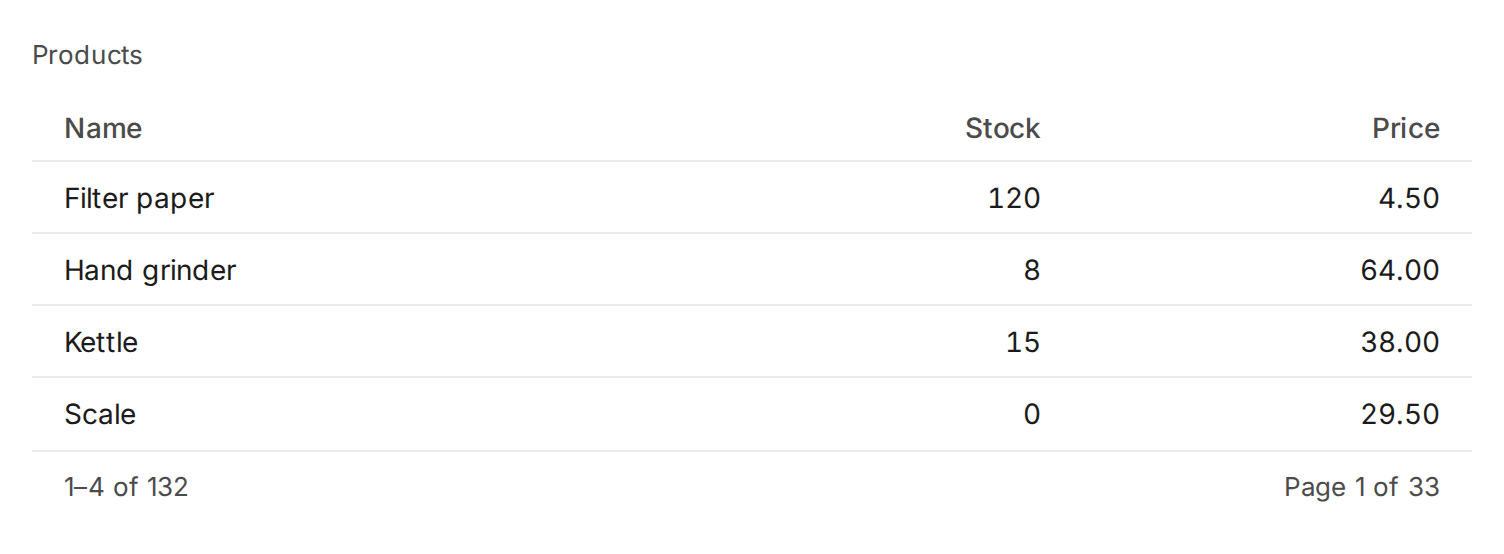 Products
Name Stock Price
Filter paper 120 4.50
Hand grinder 8 64.00
Kettle 15 38.00
Scale 0 29.50
1–4 of 132 Page 1 of 33